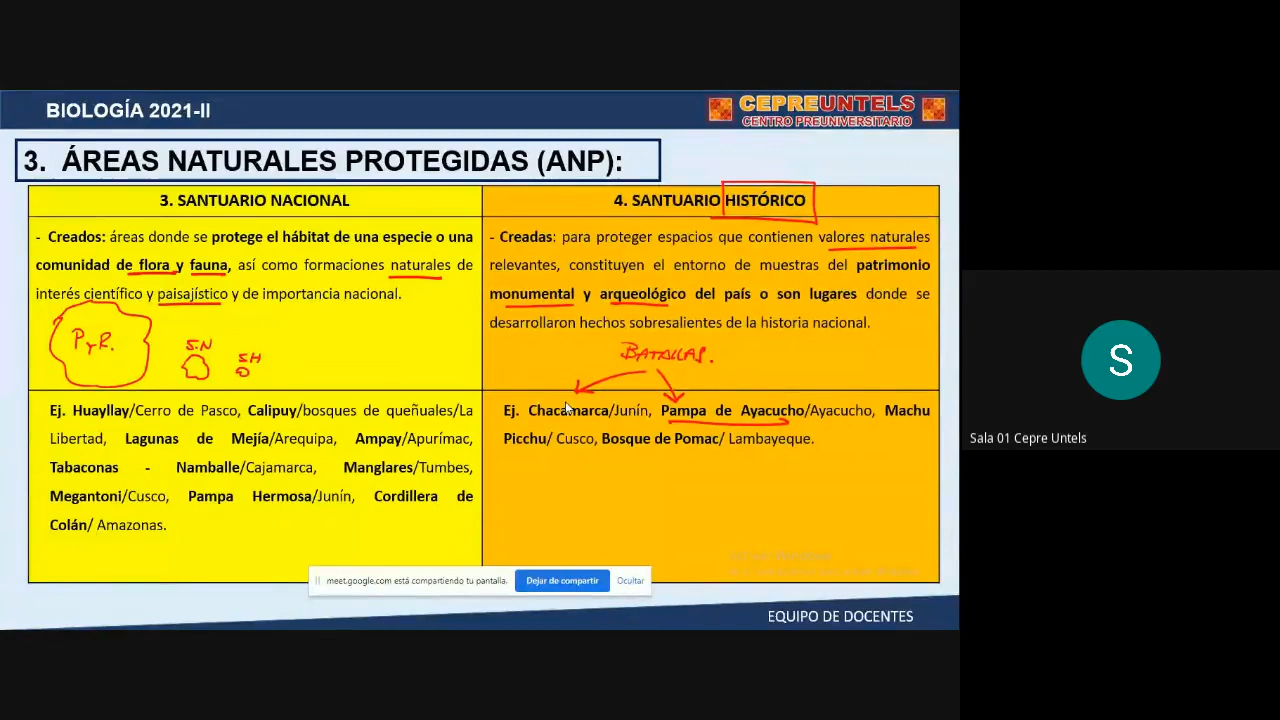 BIOLOGÍA 2021-II
CEPREUNTELS
CENTRO PREUNIVERSITARIO
3. ÁREAS NATURALES PROTEGIDAS (ANP):
3. SANTUARIO NACIONAL
- Creados: áreas donde se protege el hábitat de una especie o una
comunidad de flora y fauna, así como formaciones naturales de
interés científico y paisajístico y de importancia nacional.
P y R.
S.N
S.H
Ej. Huayllay/Cerro de Pasco, Calipuy/bosques de queñuales/La
Libertad, Lagunas de Mejía/Arequipa, Ampay/Apurímac,
Tabaconas - Namballe/Cajamarca, Manglares/Tumbes,
Megantoni/Cusco, Pampa Hermosa/Junín, Cordillera de
Colán/ Amazonas.
4. SANTUARIO HISTÓRICO
- Creadas: para proteger espacios que contienen valores naturales
relevantes, constituyen el entorno de muestras del patrimonio
monumental y arqueológico del país o son lugares donde se
desarrollaron hechos sobresalientes de la historia nacional.
BATALLAS.
Ej. Chacamarca/Junín, Pampa de Ayacucho/Ayacucho, Machu
Picchu/ Cusco, Bosque de Pomac/ Lambayeque.
meet.google.com está compartiendo tu pantalla.
Dejar de compartir
Ocultar
EQUIPO DE DOCENTES
S
Sala 01 Cepre Untels